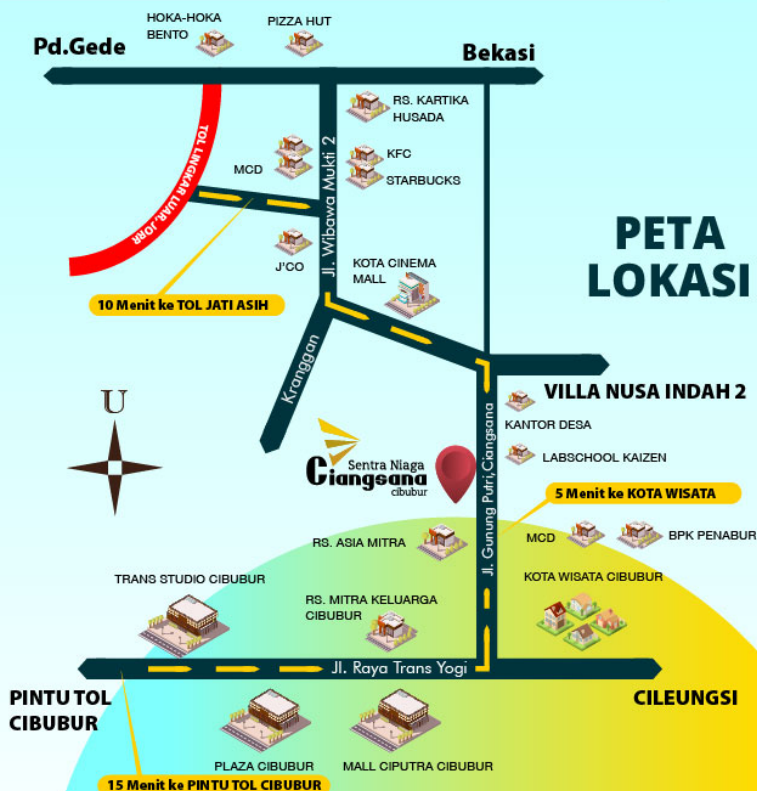 HOKA-HOKA
BENTO
PIZZA HUT
Pd.Gede
Bekasi
RS. KARTIKA
HUSADA
TOL LINGKAR LUAR, JORR
Jl. Wibawa Mukti 2
MCD
KFC
STARBUCKS
J'CO
KOTA CINEMA
MALL
PETA
LOKASI
10 Menit ke TOL JATI ASIH
Kranggan
U
VILLA NUSA INDAH 2
KANTOR DESA
LABSCHOOL KAIZEN
Sentra Niaga
Ciangsana
cibubur
Jl. Gunung Putri, Ciangsana
5 Menit ke KOTA WISATA
RS. ASIA MITRA
MCD
BPK PENABUR
TRANS STUDIO CIBUBUR
RS. MITRA KELUARGA
CIBUBUR
KOTA WISATA CIBUBUR
Jl. Raya Trans Yogi
PINTU TOL
CIBUBUR
CILEUNGSI
PLAZA CIBUBUR
MALL CIPUTRA CIBUBUR
15 Menit ke PINTU TOL CIBUBUR